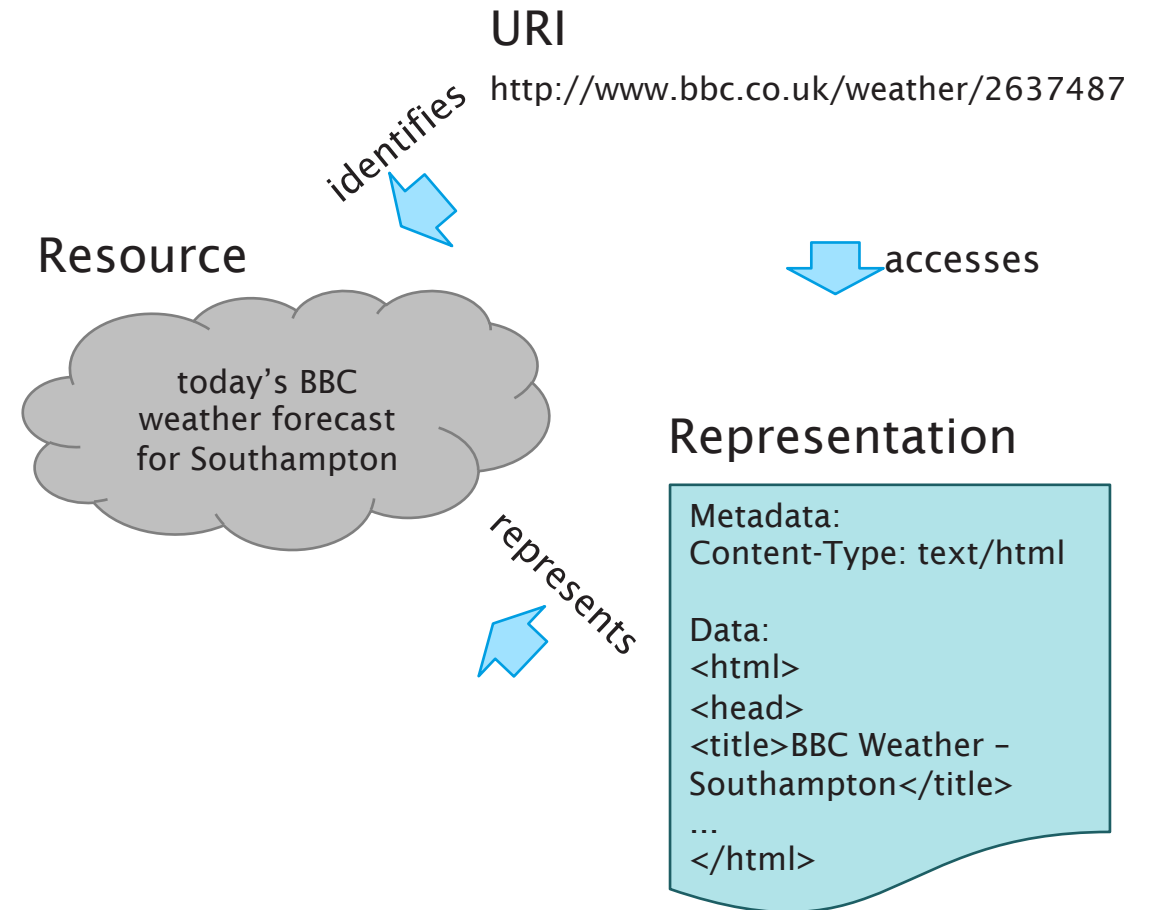 URI
http://www.bbc.co.uk/weather/2637487
identifies
Resource
accesses
today’s BBC
weather forecast
for Southampton
Representation
represents
Metadata:
Content-Type: text/html
Data:
<html>
<head>
<title>BBC Weather –
Southampton</title>
...
</html>